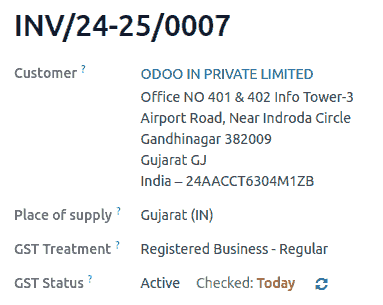 INV/24-25/0007
Customer ? ODOO IN PRIVATE LIMITED
Office NO 401 & 402 Info Tower-3
Airport Road, Near Indroda Circle
Gandhinagar 382009
Gujarat GJ
India – 24AACCT6304M1ZB
Place of supply ? Gujarat (IN)
GST Treatment ? Registered Business - Regular
GST Status ? Active Checked: Today